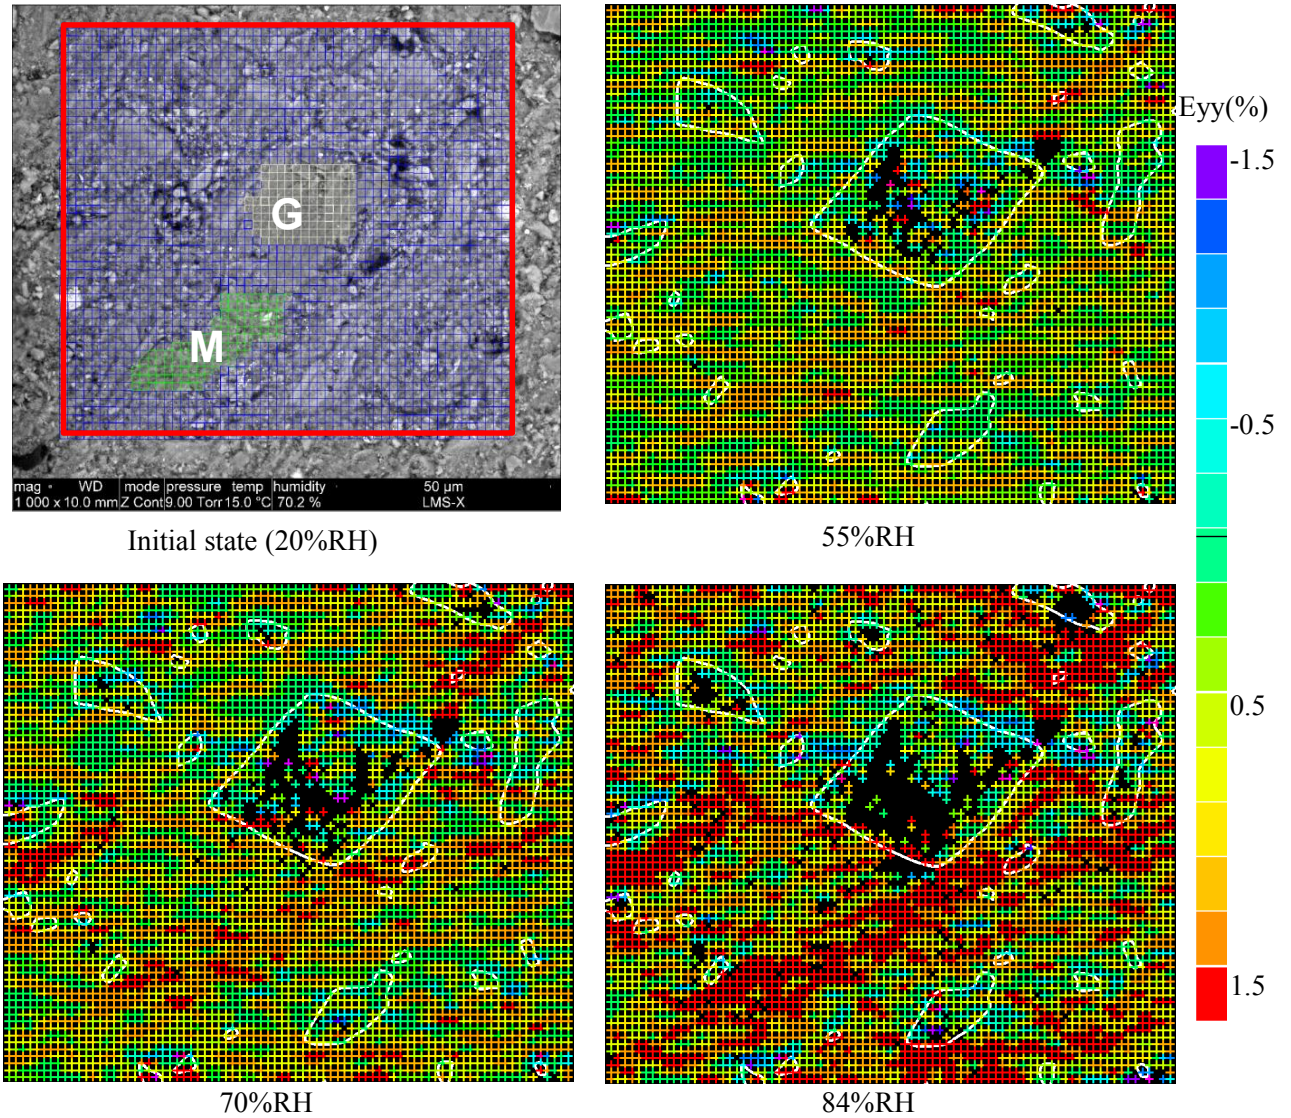 G
M
mag WD mode pressure temp humidity 50 µm
1 000 x 10.0 mm Z Cont 9.00 Torr 15.0 °C 70.2 % LMS-X
Initial state (20%RH)
55%RH
Eyy(%)
-1.5
-0.5
0.5
1.5
70%RH
84%RH